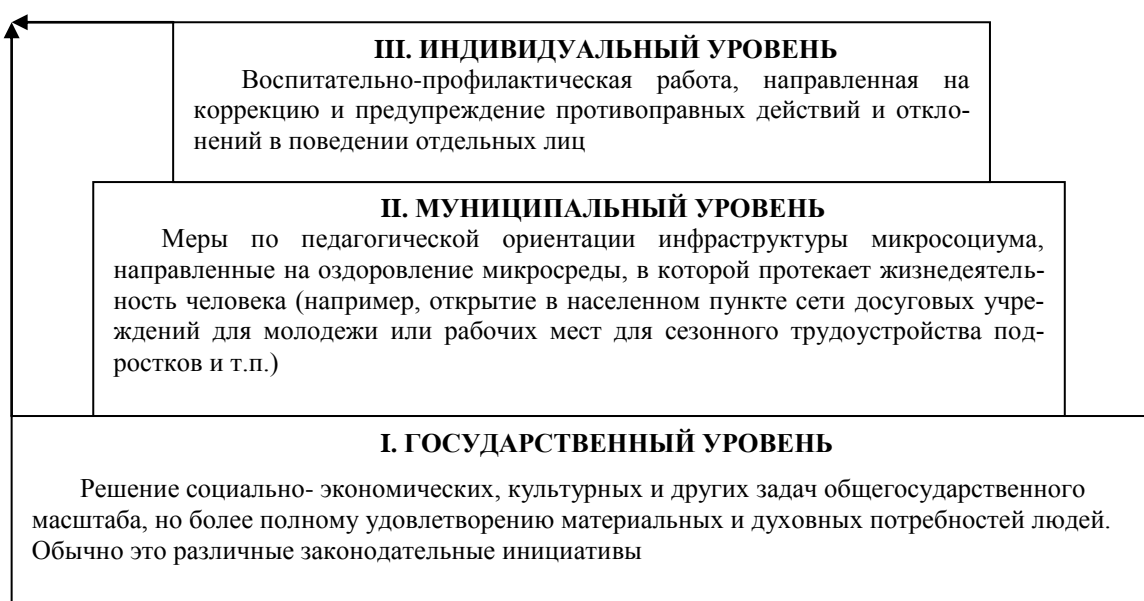 III. ИНДИВИДУАЛЬНЫЙ УРОВЕНЬ
Воспитательно-профилактическая работа, направленная на
коррекцию и предупреждение противоправных действий и откло-
нений в поведении отдельных лиц
II. МУНИЦИПАЛЬНЫЙ УРОВЕНЬ
Меры по педагогической ориентации инфраструктуры микросоциума,
направленные на оздоровление микросреды, в которой протекает жизнедеятель-
ность человека (например, открытие в населенном пункте сети досуговых учре-
ждений для молодежи или рабочих мест для сезонного трудоустройства под-
ростков и т.п.)
I. ГОСУДАРСТВЕННЫЙ УРОВЕНЬ
Решение социально- экономических, культурных и других задач общегосударственного
масштаба, но более полному удовлетворению материальных и духовных потребностей людей.
Обычно это различные законодательные инициативы